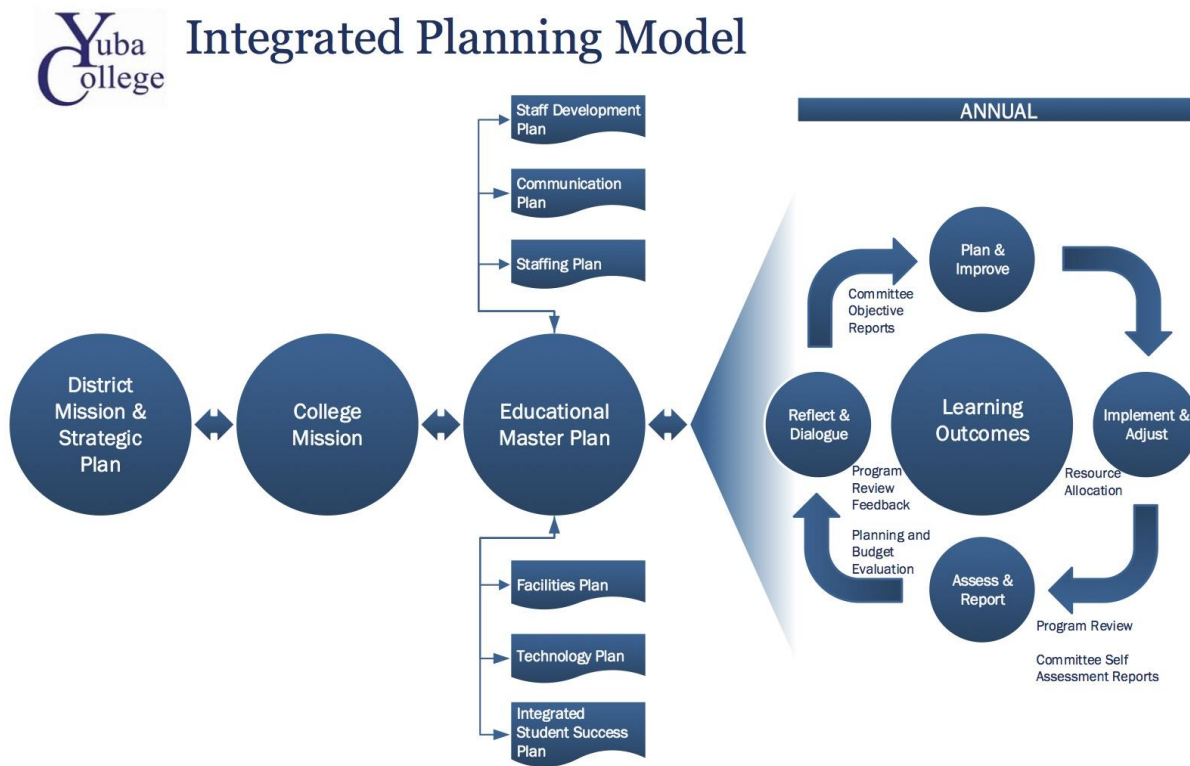 Yuba
College
Integrated Planning Model
Staff Development
Plan
Communication
Plan
Staffing Plan
District
Mission &
Strategic
Plan
College
Mission
Educational
Master Plan
Facilities Plan
Technology Plan
Integrated
Student Success
Plan
ANNUAL
Plan &
Improve
Committee
Objective
Reports
Reflect &
Dialogue
Learning
Outcomes
Implement &
Adjust
Program
Review
Feedback
Resource
Allocation
Planning and
Budget
Evaluation
Assess &
Report
Program Review
Committee Self
Assessment Reports